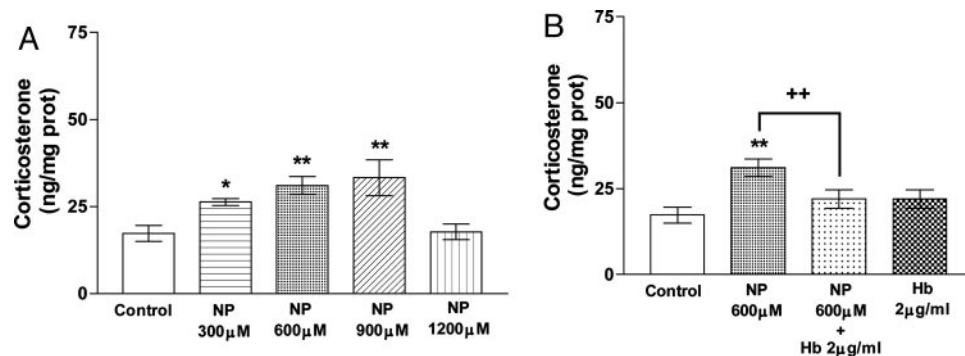 A
Corticosterone
(ng/mg prot)
75
50
25
0
*
**
**
Control
NP
300μM
NP
600μM
NP
900μM
NP
1200μM
B
Corticosterone
(ng/mg prot)
75
50
25
0
++
**
Control
NP
600μM
NP
600μM
+
Hb 2μg/ml
Hb
2μg/ml